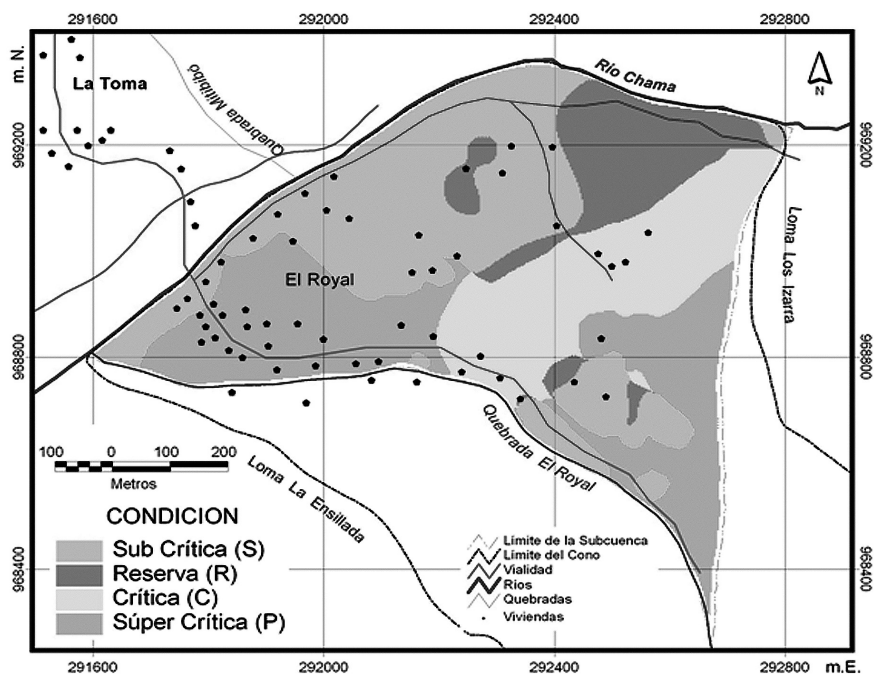 291600 292000 292400 292800
m. N.
La Toma
Quebrada Mitibibó
Río Chama
N
969200 969200
Loma Los Izarra
El Royal
968800 968800
Quebrada El Royal
100 0 100 200
Metros
Loma La Ensillada
CONDICION
Sub Crítica (S)
Reserva (R)
Crítica (C)
Súper Crítica (P)
Límite de la Subcuenca
Límite del Cono
Vialidad
Rios
Quebradas
Viviendas
968400 968400
291600 292000 292400 292800 m.E.